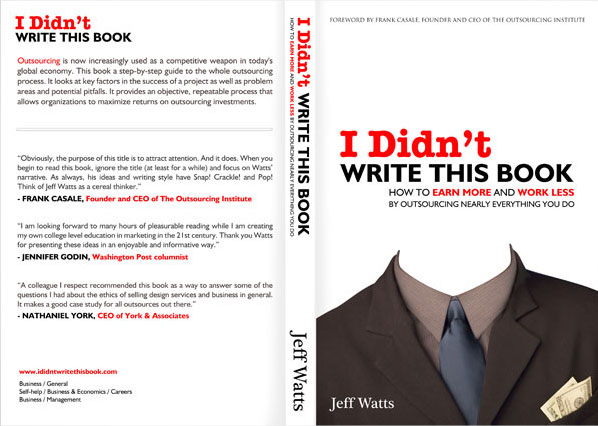 I Didn't
WRITE THIS BOOK
Outsourcing is now increasingly used as a competitive weapon in today's
global economy. This book a step-by-step guide to the whole outsourcing
process. It looks at key factors in the success of a project as well as problem
areas and potential pitfalls. It provides an objective, repeatable process that
allows organizations to maximize returns on outsourcing investments.
"Obviously, the purpose of this title is to attract attention. And it does. When you
begin to read this book, ignore the title (at least for a while) and focus on Watts'
narrative. As always, his ideas and writing style have Snap! Crackle! and Pop!
Think of Jeff Watts as a cereal thinker."
- FRANK CASALE, Founder and CEO of The Outsourcing Institute
"I am looking forward to many hours of pleasurable reading while I am creating
my own college level education in marketing in the 21st century. Thank you Watts
for presenting these ideas in an enjoyable and informative way."
- JENNIFER GODIN, Washington Post columnist
"A colleague I respect recommended this book as a way to answer some of the
questions I had about the ethics of selling design services and business in general.
It makes a good case study for all outsources out there."
- NATHANIEL YORK, CEO of York & Associates
www.ididntwritethisbook.com
Business / General
Self-help / Business & Economics / Careers
Business / Management
I Didn't WRITE THIS BOOK
HOW TO EARN MORE AND WORK LESS BY OUTSOURCING NEARLY EVERYTHING YOU DO
Jeff Watts
FOREWORD BY FRANK CASALE, FOUNDER AND CEO OF THE OUTSOURCING INSTITUTE
I Didn't
WRITE THIS BOOK
HOW TO EARN MORE AND WORK LESS
BY OUTSOURCING NEARLY EVERYTHING YOU DO
Jeff Watts